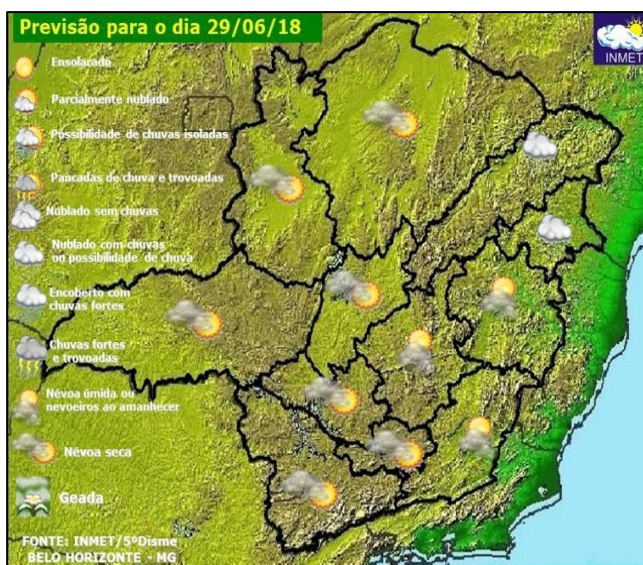 Previsão para o dia 29/06/18
INMET
Ensolarado
Parcialmente nublado
Possibilidade de chuvas isoladas
Pancadas de chuva e trovoadas
Nublado sem chuvas
Nublado com chuvas
ou possibilidade de chuva
Encoberto com
chuvas fortes
Chuvas fortes
e trovoadas
Névoa úmida ou
nevoeiros ao amanhecer
Névoa seca
Geada
FONTE: INMET/5ºDisme
BELO HORIZONTE - MG